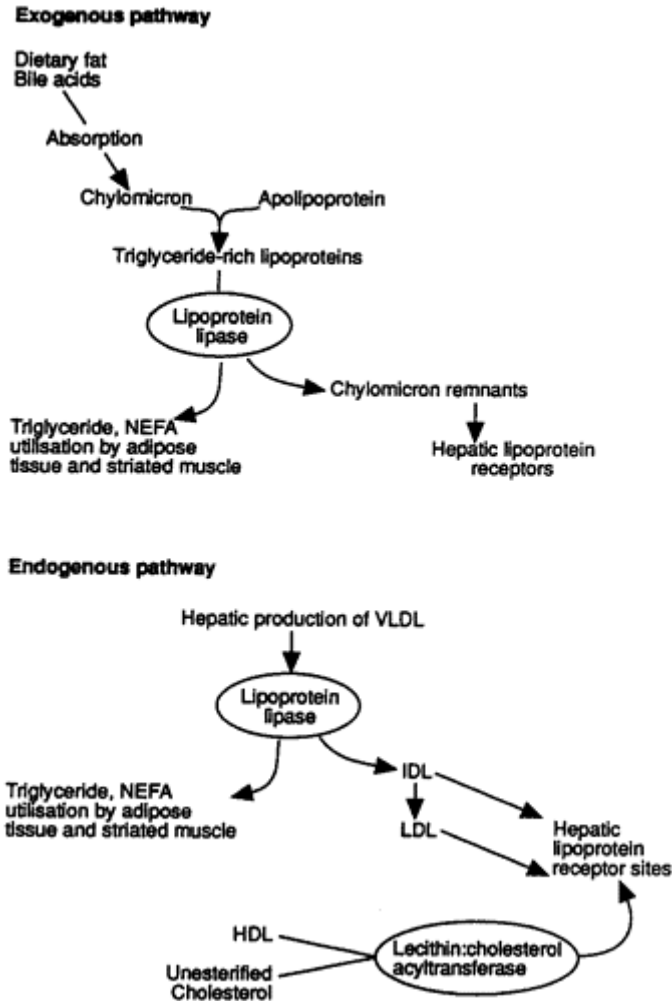 Exogenous pathway
Dietary fat
Bile acids
Absorption
Chylomicron
Apolipoprotein
Triglyceride-rich lipoproteins
Lipoprotein
lipase
Chylomicron remnants
Triglyceride, NEFA
utilisation by adipose
tissue and striated muscle
Hepatic lipoprotein
receptors
Endogenous pathway
Hepatic production of VLDL
Lipoprotein
lipase
IDL
Triglyceride, NEFA
utilisation by adipose
tissue and striated muscle
LDL
Hepatic
lipoprotein
receptor sites
HDL
Unesterified
Cholesterol
Lecithin:cholesterol
acyltransferase